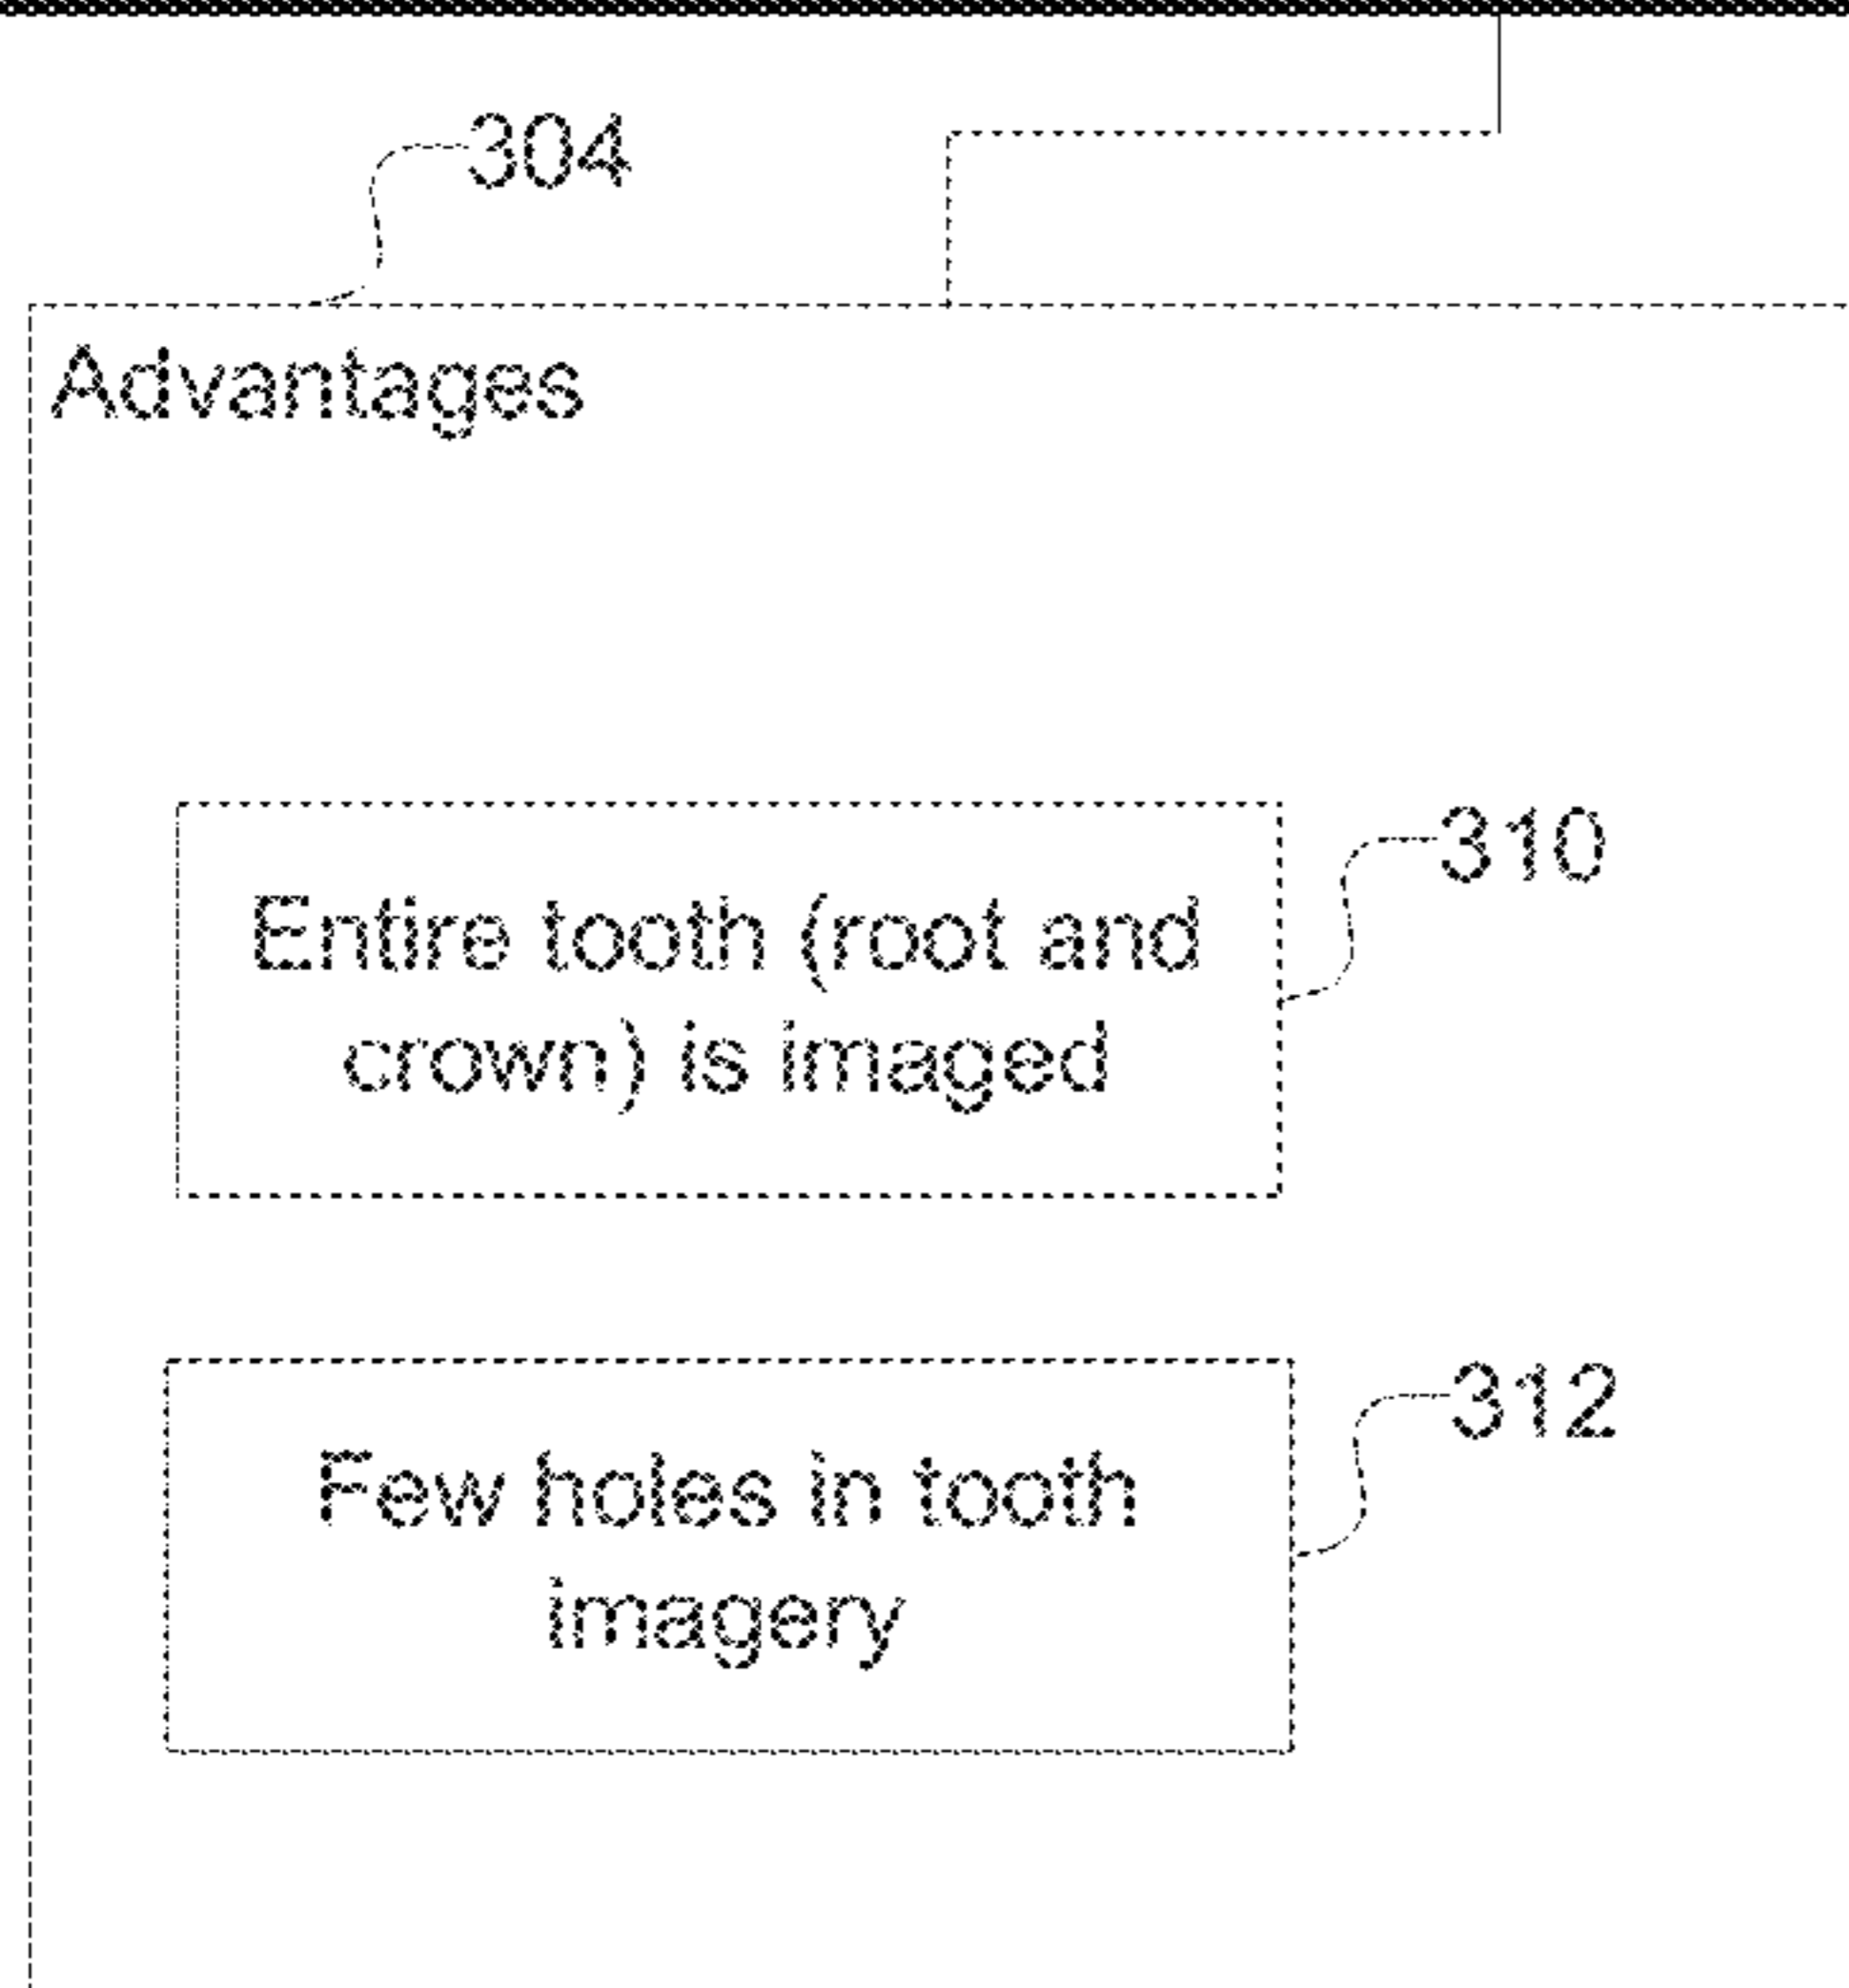 304
Advantages
310
Entire tooth (root and
crown) is imaged
312
Few holes in tooth
imagery